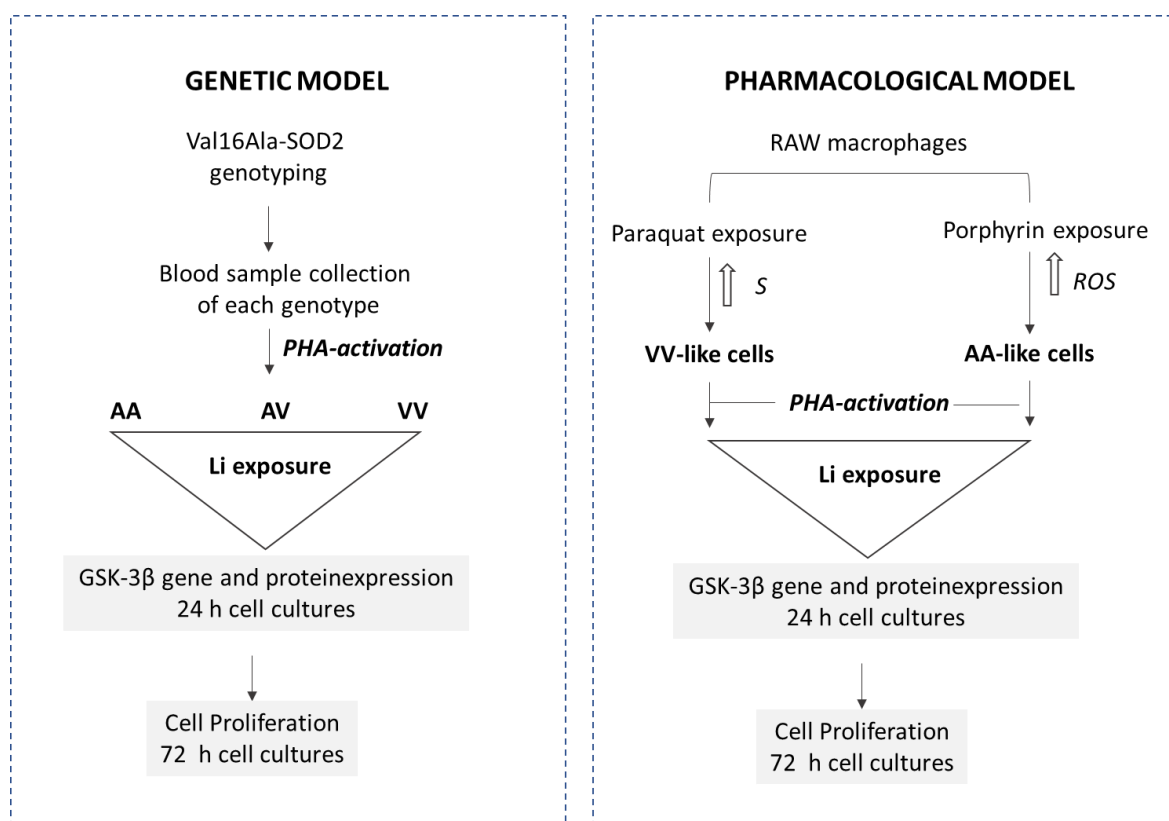 GENETIC MODEL
Val16Ala-SOD2
genotyping
Blood sample collection
of each genotype
PHA-activation
AA AV VV
Li exposure
GSK-3β gene and proteinexpression
24 h cell cultures
Cell Proliferation
72 h cell cultures
PHARMACOLOGICAL MODEL
RAW macrophages
Paraquat exposure Porphyrin exposure
S ROS
VV-like cells AA-like cells
PHA-activation
Li exposure
GSK-3β gene and proteinexpression
24 h cell cultures
Cell Proliferation
72 h cell cultures